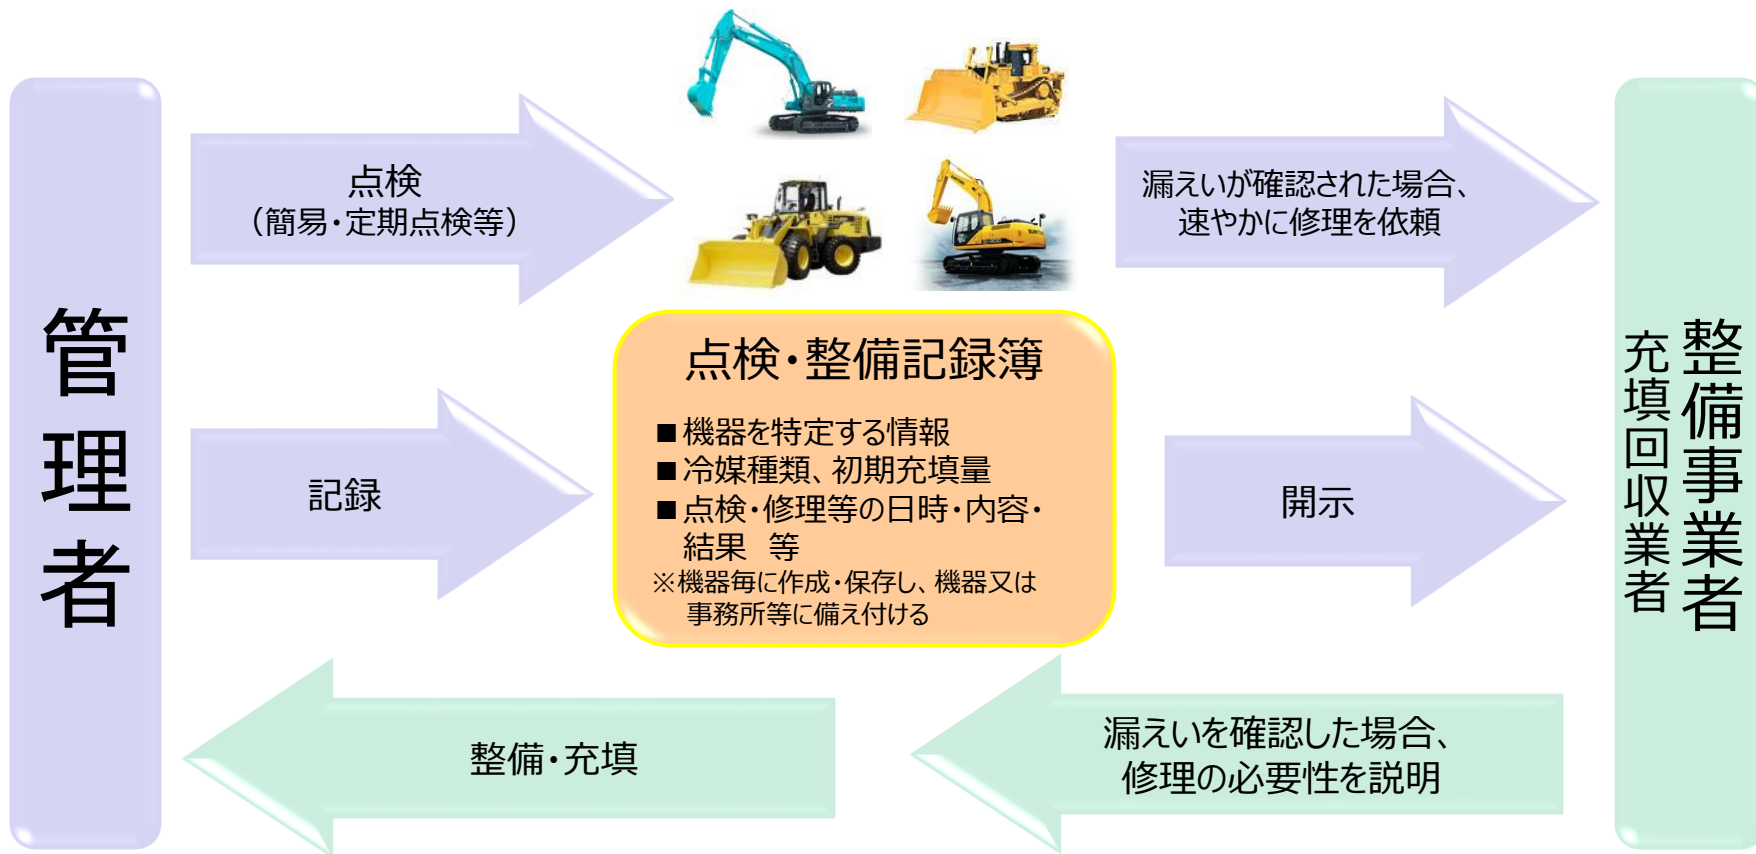 管理者
点検
（簡易・定期点検等）
漏えいが確認された場合、
速やかに修理を依頼
点検・整備記録簿
■機器を特定する情報
■冷媒種類、初期充填量
■点検・修理等の日時・内容・
結果　等
※機器毎に作成・保存し、機器又は
事務所等に備え付ける
記録
開示
整備・充填
漏えいを確認した場合、
修理の必要性を説明
整備事業者
充填回収業者